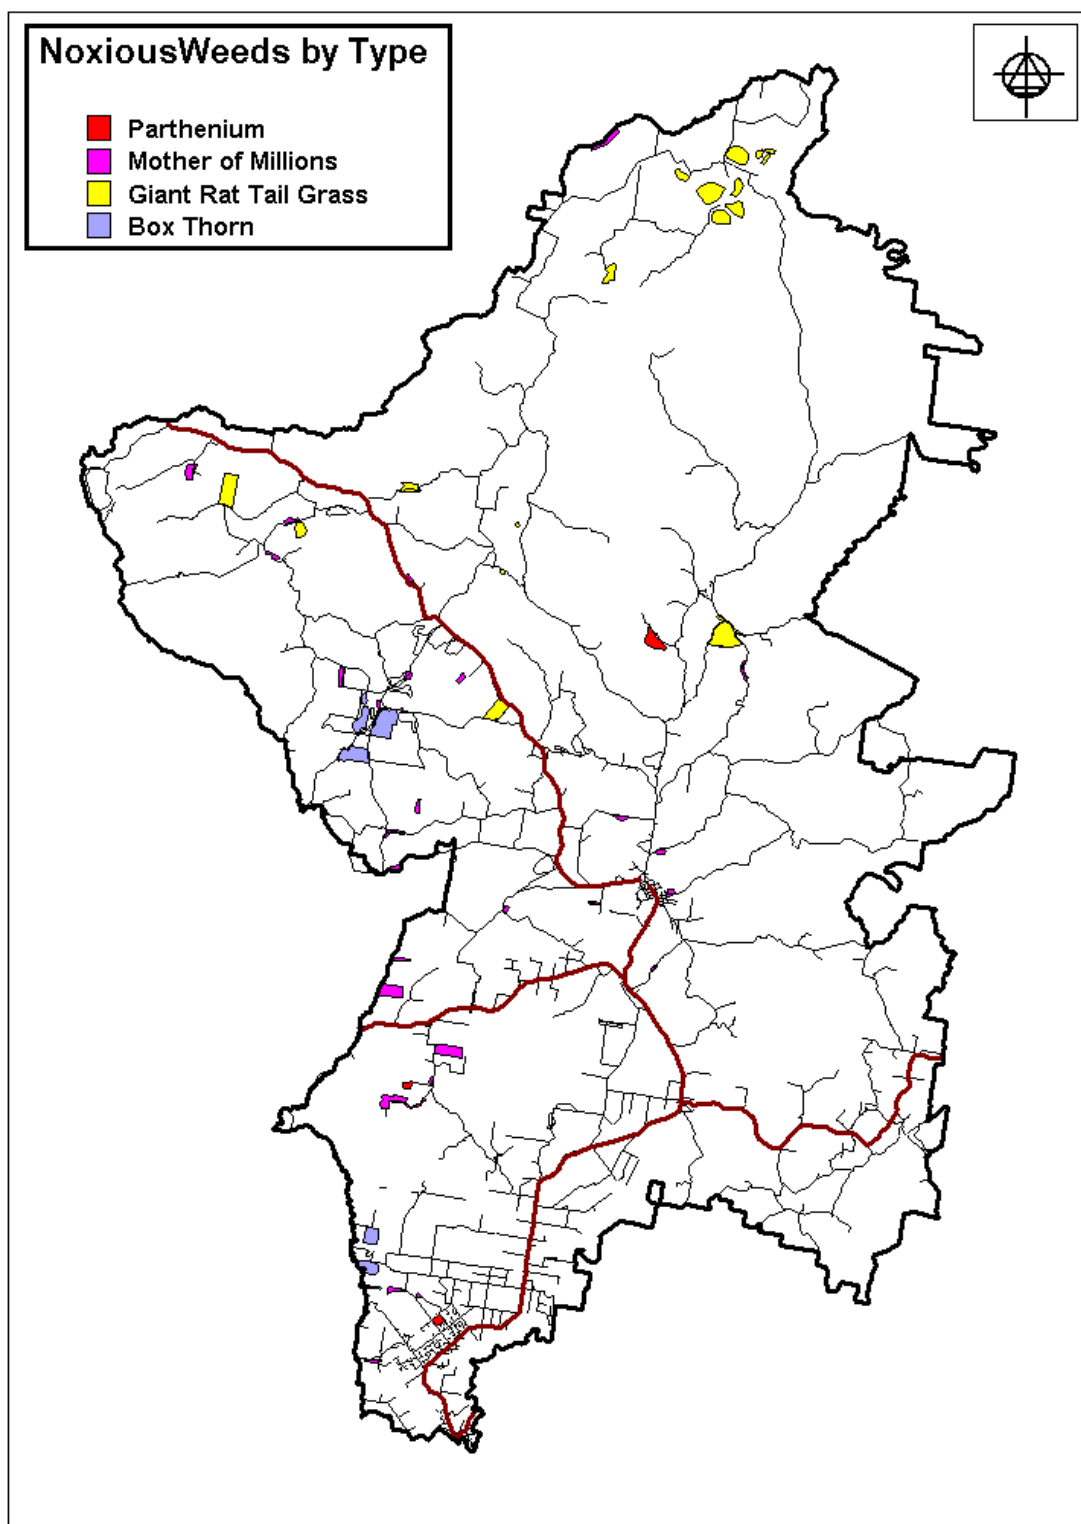 NoxiousWeeds by Type
Parthenium
Mother of Millions
Giant Rat Tail Grass
Box Thorn